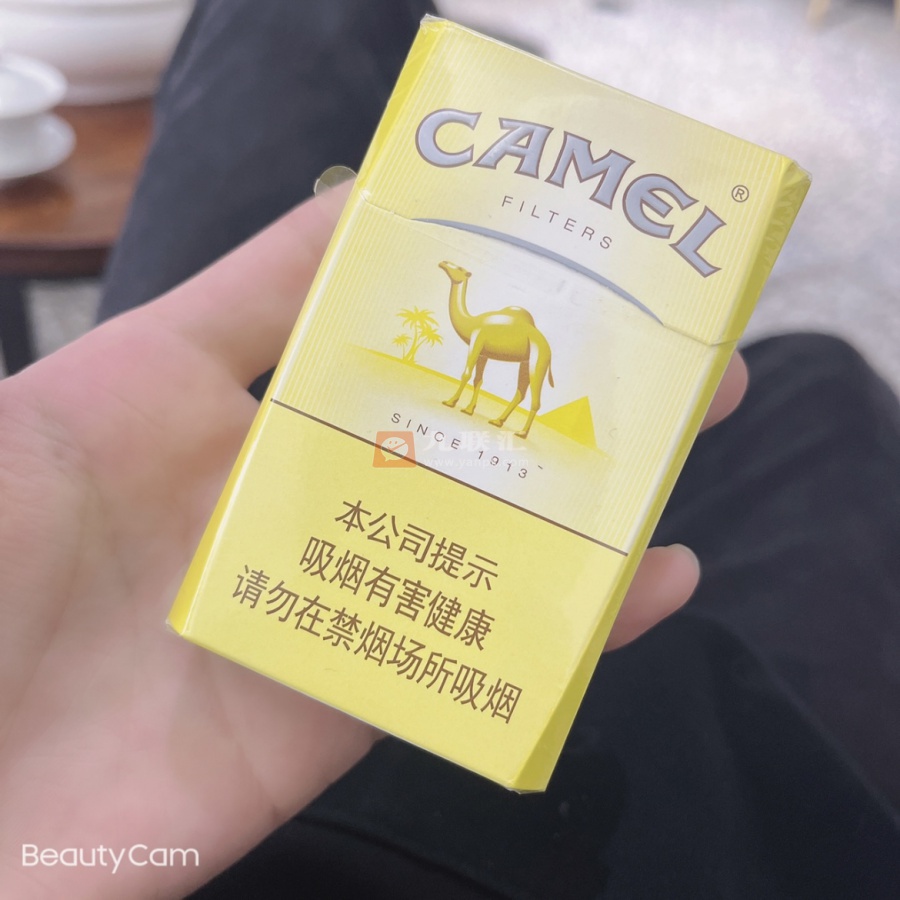 CAMEL®
FILTERS
SINCE 1913™
本公司提示
吸烟有害健康
请勿在禁烟场所吸烟
BeautyCam